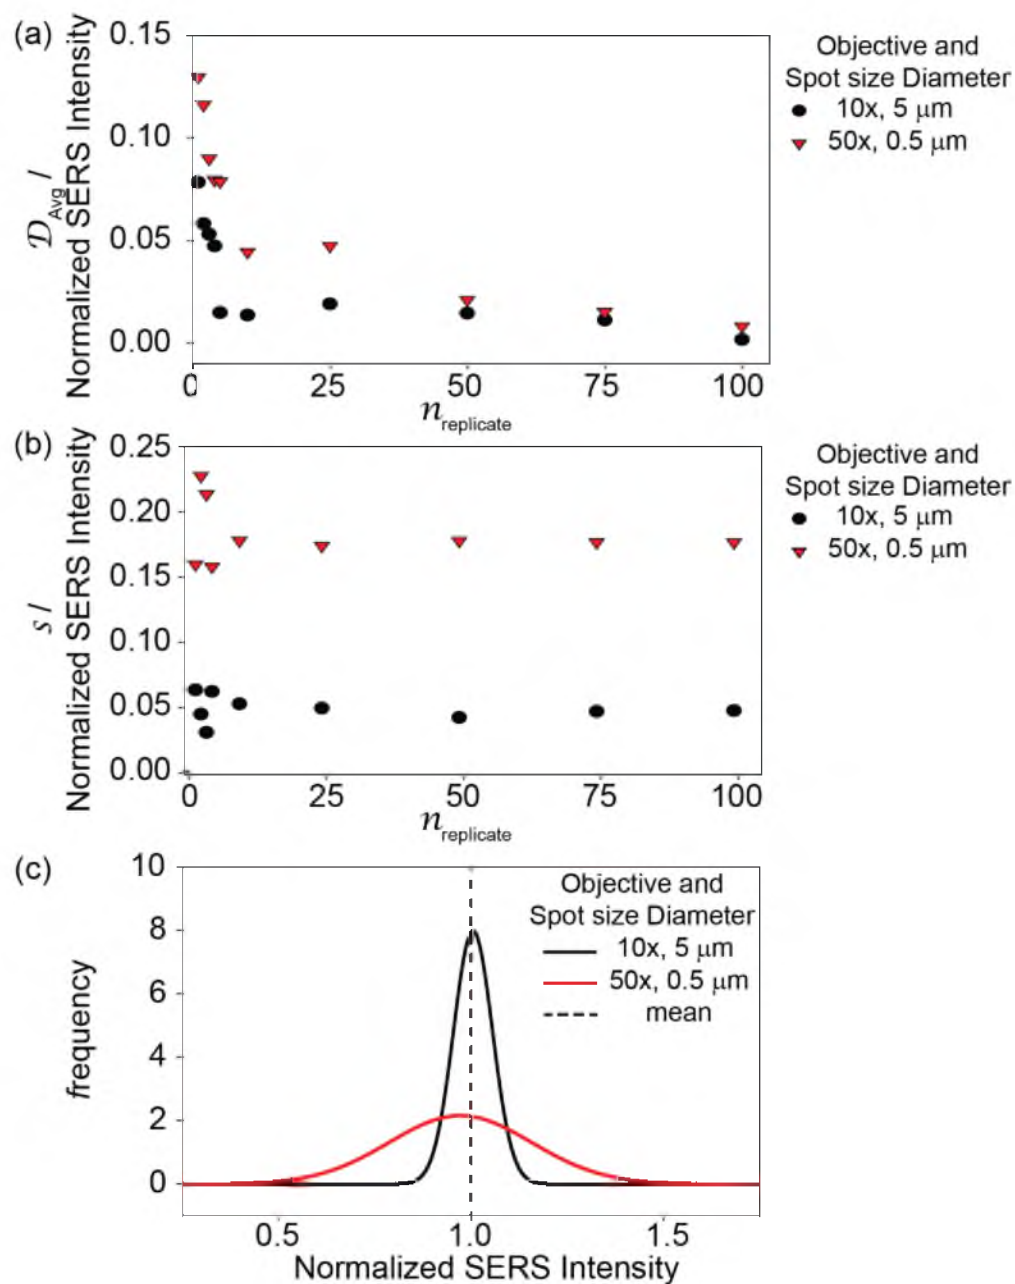 (a)
𝒟Avg /
Normalized SERS Intensity
0.15
0.10
0.05
0.00
0
25
50
75
100
nreplicate
Objective and
Spot size Diameter
10x, 5 μm
50x, 0.5 μm
(b)
s /
Normalized SERS Intensity
0.25
0.20
0.15
0.10
0.05
0.00
0
25
50
75
100
nreplicate
Objective and
Spot size Diameter
10x, 5 μm
50x, 0.5 μm
(c)
frequency
10
8
6
4
2
0
0.5
1.0
1.5
Normalized SERS Intensity
Objective and
Spot size Diameter
10x, 5 μm
50x, 0.5 μm
mean